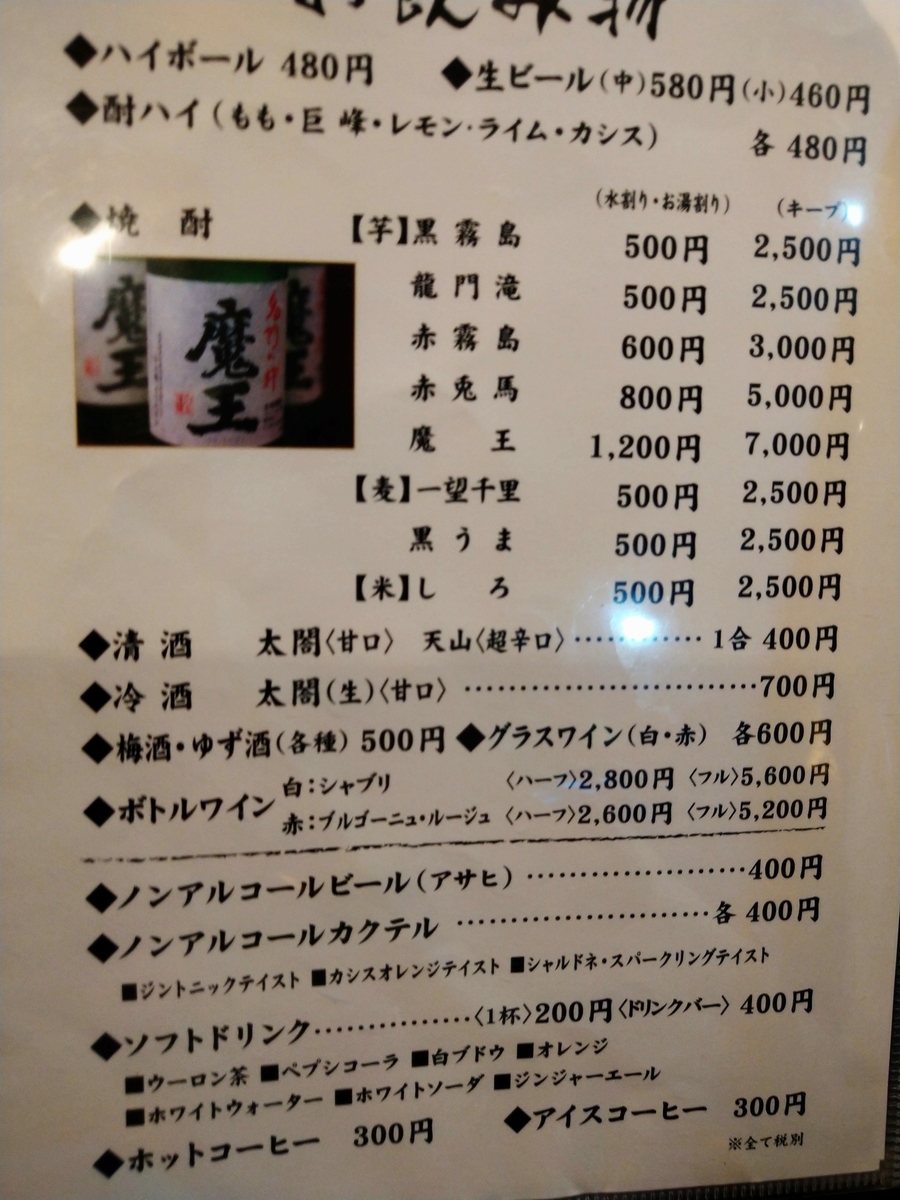 お飲み物
◆ハイボール 480円 ◆生ビール(中)580円(小)460円
◆酎ハイ(もも・巨 峰・レモン・ライム・カシス) 各 480円
(水割り・お湯割り) (キープ)
◆焼 酎 【芋】黒 霧 島 500円 2,500円
龍 門 滝 500円 2,500円
赤 霧 島 600円 3,000円
赤 兎 馬 800円 5,000円
魔 王 1,200円 7,000円
魔王
魔王
【麦】一望千里 500円 2,500円
黒 う ま 500円 2,500円
【米】し ろ 500円 2,500円
◆清 酒 太閤〈甘口〉 天山〈超辛口〉………… 1合 400円
◆冷 酒 太閤(生)〈甘口〉 …………………………700円
◆梅酒・ゆず酒(各種) 500円 ◆グラスワイン(白・赤) 各600円
◆ボトルワイン 白:シャブリ 〈ハーフ〉2,800円 〈フル〉5,600円
赤:ブルゴーニュ・ルージュ 〈ハーフ〉2,600円 〈フル〉5,200円
◆ノンアルコールビール(アサヒ) …………………400円
◆ノンアルコールカクテル ……………………各 400円
■ジントニックテイスト ■カシスオレンジテイスト ■シャルドネ・スパークリングテイスト
◆ソフトドリンク……………〈1杯〉200円〈ドリンクバー〉 400円
■ウーロン茶 ■ペプシコーラ ■白ブドウ ■オレンジ
■ホワイトウォーター ■ホワイトソーダ ■ジンジャーエール
◆ホットコーヒー 300円 ◆アイスコーヒー 300円
※全て税別